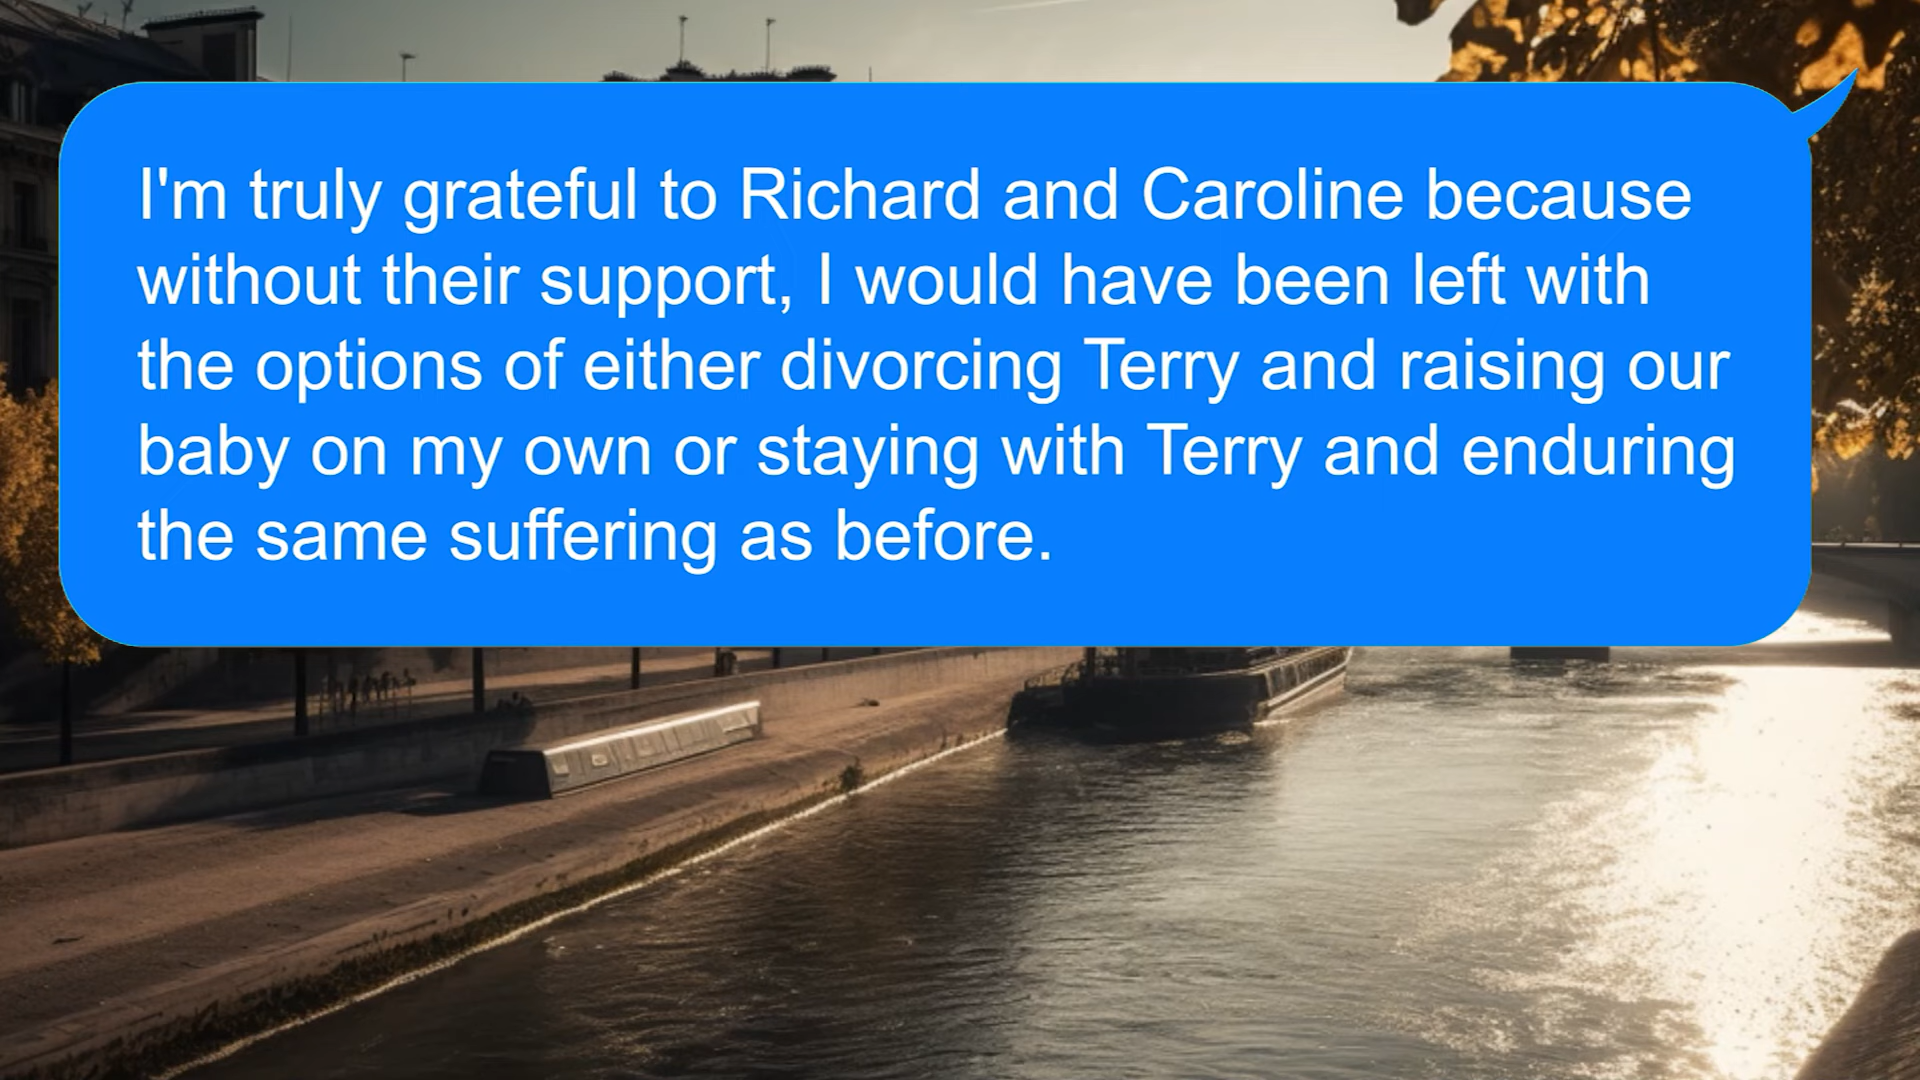 I'm truly grateful to Richard and Caroline because
without their support, I would have been left with
the options of either divorcing Terry and raising our
baby on my own or staying with Terry and enduring
the same suffering as before.